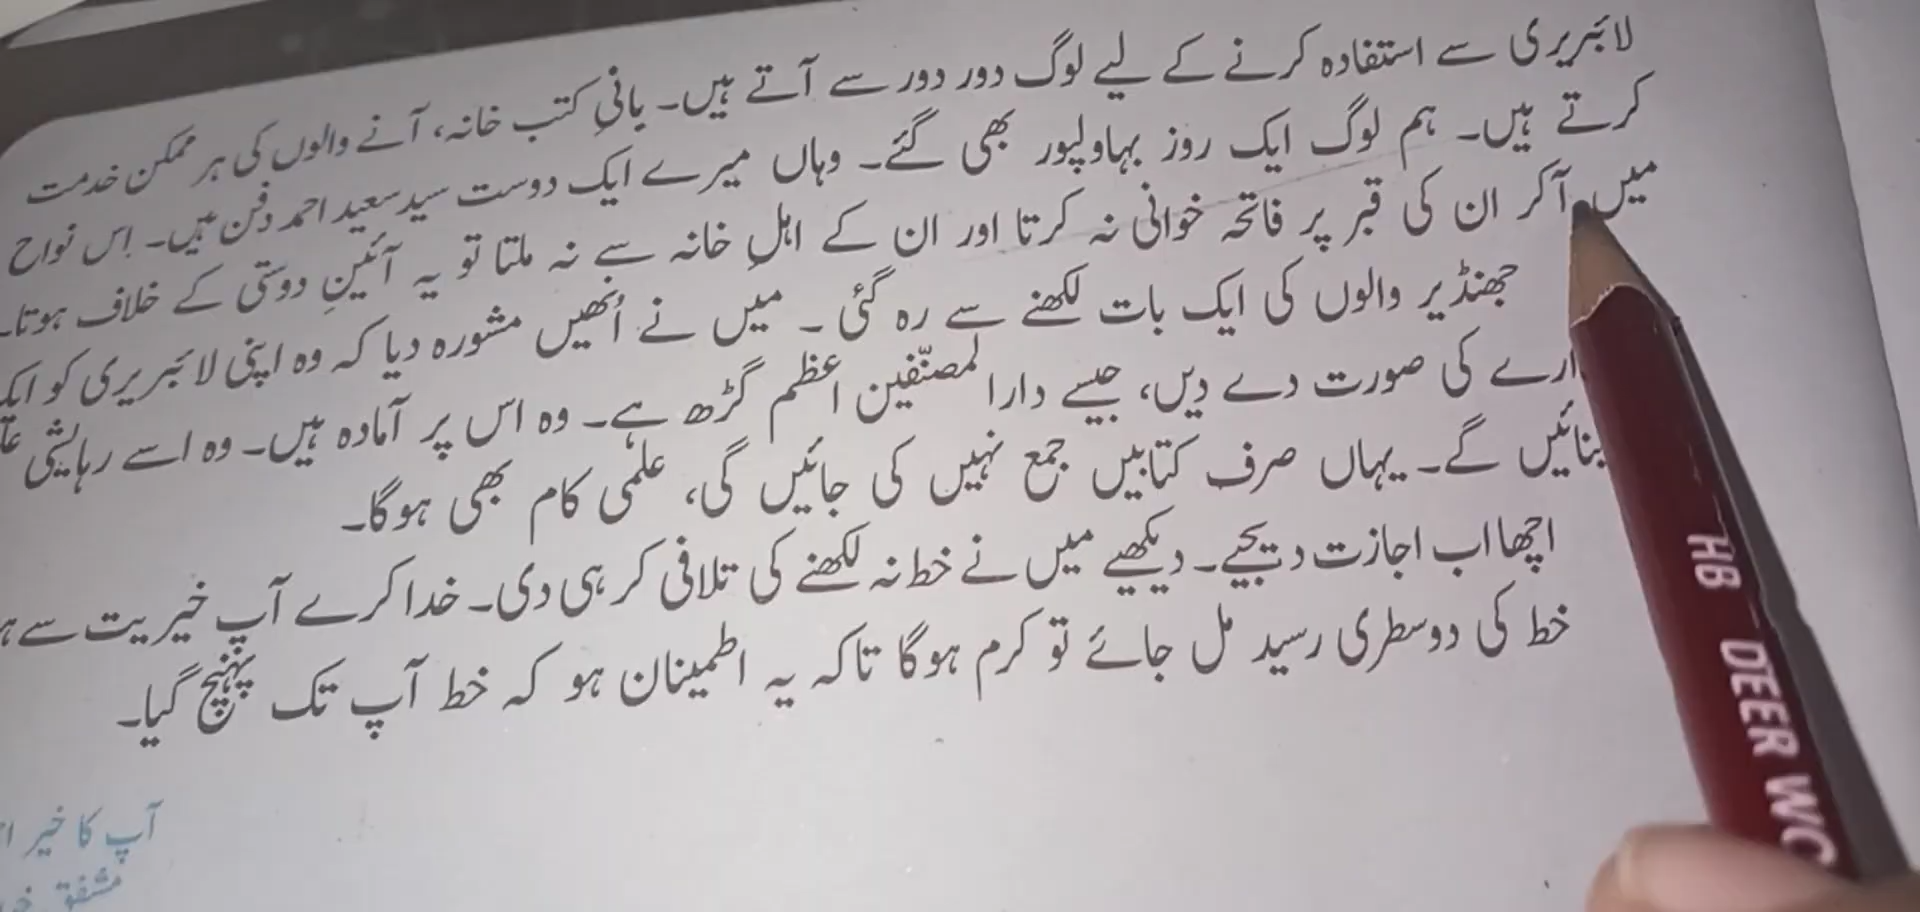 لائبریری سے استفادہ کرنے کے لیے لوگ دور دور سے آتے ہیں۔ بانیِ کتب خانہ، آنے والوں کی ہر ممکن خدمت
کرتے ہیں۔ ہم لوگ ایک روز بہاولپور بھی گئے۔ وہاں میرے ایک دوست سید سعید احمد دفن ہیں۔ اِس نواح
میں آکر ان کی قبر پر فاتحہ خوانی نہ کرتا اور ان کے اہلِ خانہ سے نہ ملتا تو یہ آئینِ دوستی کے خلاف ہوتا۔
جھنڈیر والوں کی ایک بات لکھنے سے رہ گئی ۔ میں نے اُنھیں مشورہ دیا کہ وہ اپنی لائبریری کو
کی صورت دے دیں، جیسے دارالمصنّفین اعظم گڑھ ہے۔ وہ اس پر آمادہ ہیں۔ وہ اسے رہایشی
بنائیں گے۔ یہاں صرف کتابیں جمع نہیں کی جائیں گی، علمی کام بھی ہوگا۔
اچھا اب اجازت دیجیے۔ دیکھیے میں نے خط نہ لکھنے کی تلافی کر ہی دی۔ خدا کرے آپ خیریت سے
خط کی دوسطری رسید مل جائے تو کرم ہوگا تاکہ یہ اطمینان ہو کہ خط آپ تک پہنچ گیا۔
آپ کا خیر
مشفق
HB DEER